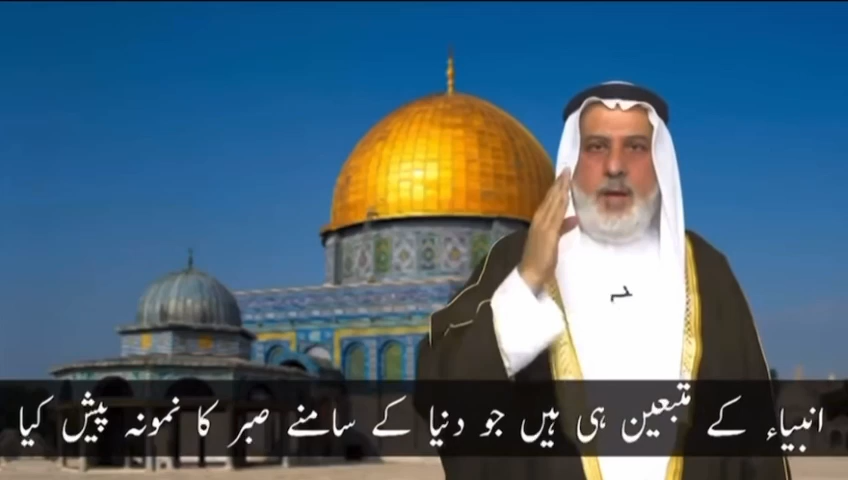 انبیاء کے متبعین ہی ہیں جو دنیا کے سامنے صبر کا نمونہ پیش کیا